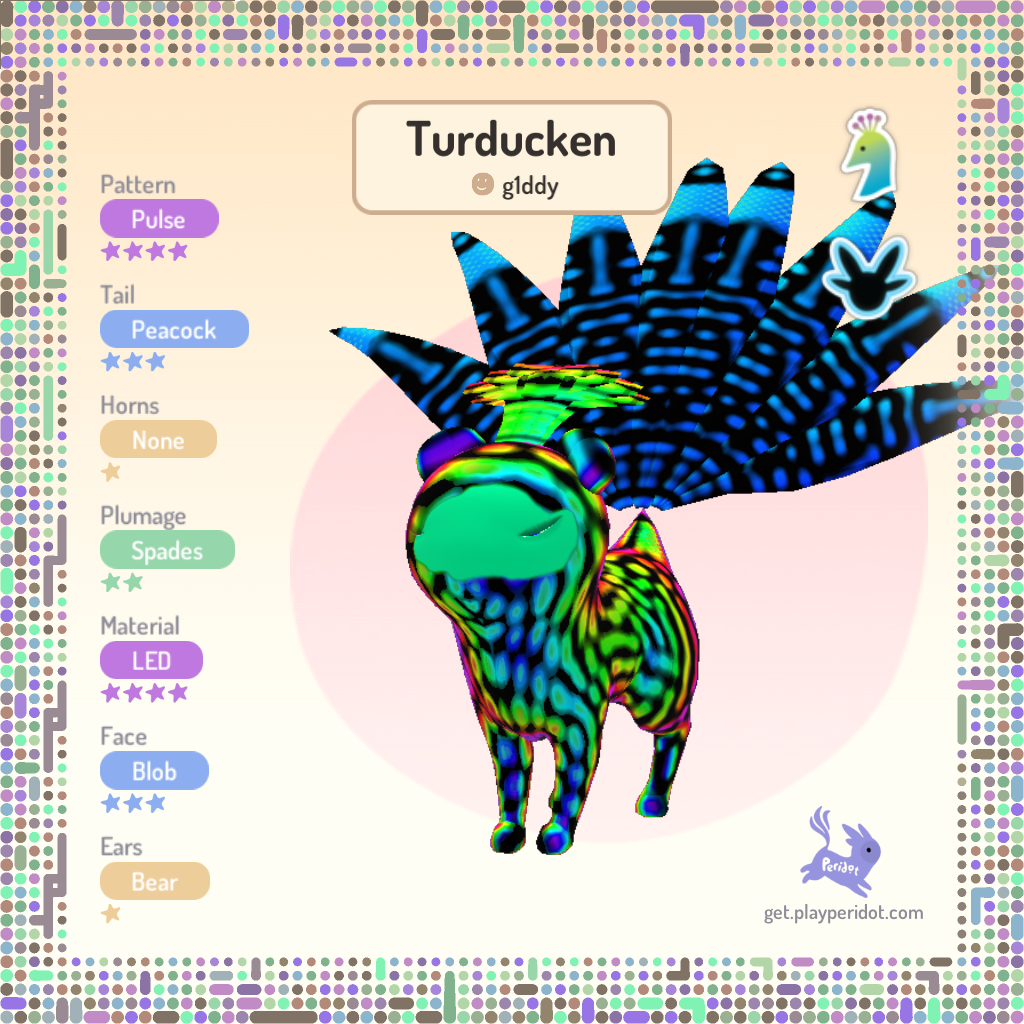 Turducken
g1ddy
Pattern
Pulse
Tail
Peacock
Horns
None
Plumage
Spades
Material
LED
Face
Blob
Ears
Bear
Peridot
get.playperidot.com